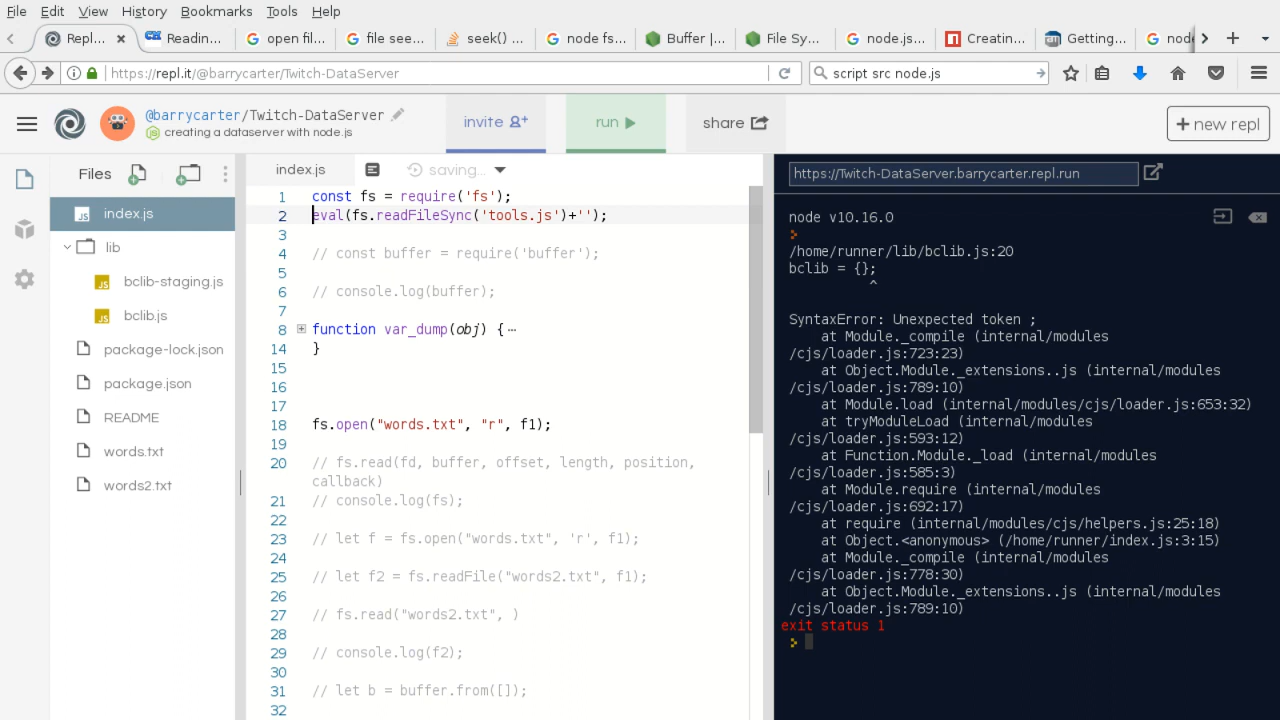 File Edit View History Bookmarks Tools Help
Repl... Readin... open fil... file see... seek() ... node fs... Buffer |... File Sy... node.js... Creatin... Getting... node
https://repl.it/@barrycarter/Twitch-DataServer
script src node.js
@barrycarter/Twitch-DataServer
creating a dataserver with node.js
invite
run
share
+ new repl
Files
index.js
lib
bclib-staging.js
bclib.js
package-lock.json
package.json
README
words.txt
words2.txt
index.js
saving...
1 const fs = require('fs');
2 eval(fs.readFileSync('tools.js')+'');
3
4 // const buffer = require('buffer');
5
6 // console.log(buffer);
7
8 function var_dump(obj) {…
14 }
15
16
17
18 fs.open("words.txt", "r", f1);
19
20 // fs.read(fd, buffer, offset, length, position,
callback)
21 // console.log(fs);
22
23 // let f = fs.open("words.txt", 'r', f1);
24
25 // let f2 = fs.readFile("words2.txt", f1);
26
27 // fs.read("words2.txt", )
28
29 // console.log(f2);
30
31 // let b = buffer.from([]);
32
https://Twitch-DataServer.barrycarter.repl.run
node v10.16.0
/home/runner/lib/bclib.js:20
bclib = {};
^
SyntaxError: Unexpected token ;
at Module._compile (internal/modules
/cjs/loader.js:723:23)
at Object.Module._extensions..js (internal/modules
/cjs/loader.js:789:10)
at Module.load (internal/modules/cjs/loader.js:653:32)
at tryModuleLoad (internal/modules
/cjs/loader.js:593:12)
at Function.Module._load (internal/modules
/cjs/loader.js:585:3)
at Module.require (internal/modules
/cjs/loader.js:692:17)
at require (internal/modules/cjs/helpers.js:25:18)
at Object.<anonymous> (/home/runner/index.js:3:15)
at Module._compile (internal/modules
/cjs/loader.js:778:30)
at Object.Module._extensions..js (internal/modules
/cjs/loader.js:789:10)
exit status 1